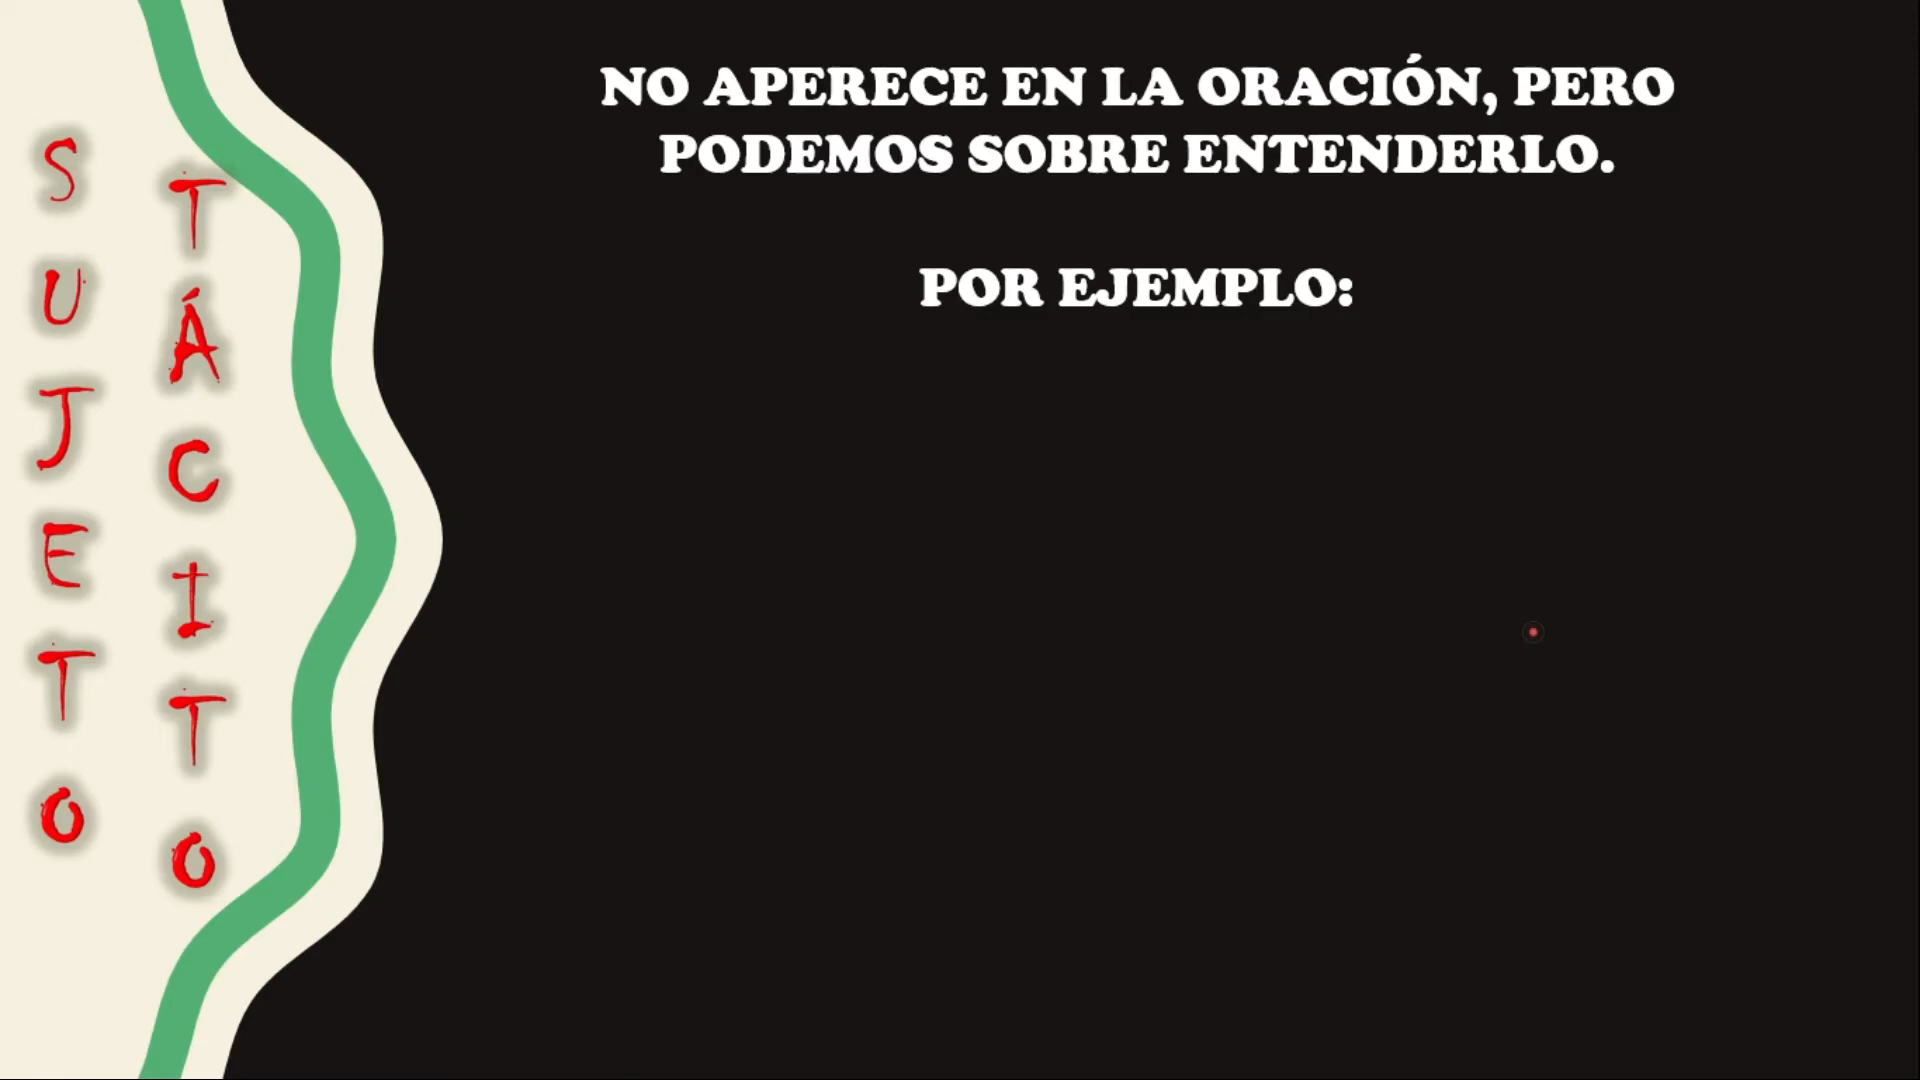 SUJETO
TÁCITO
NO APERECE EN LA ORACIÓN, PERO
PODEMOS SOBRE ENTENDERLO.
POR EJEMPLO: